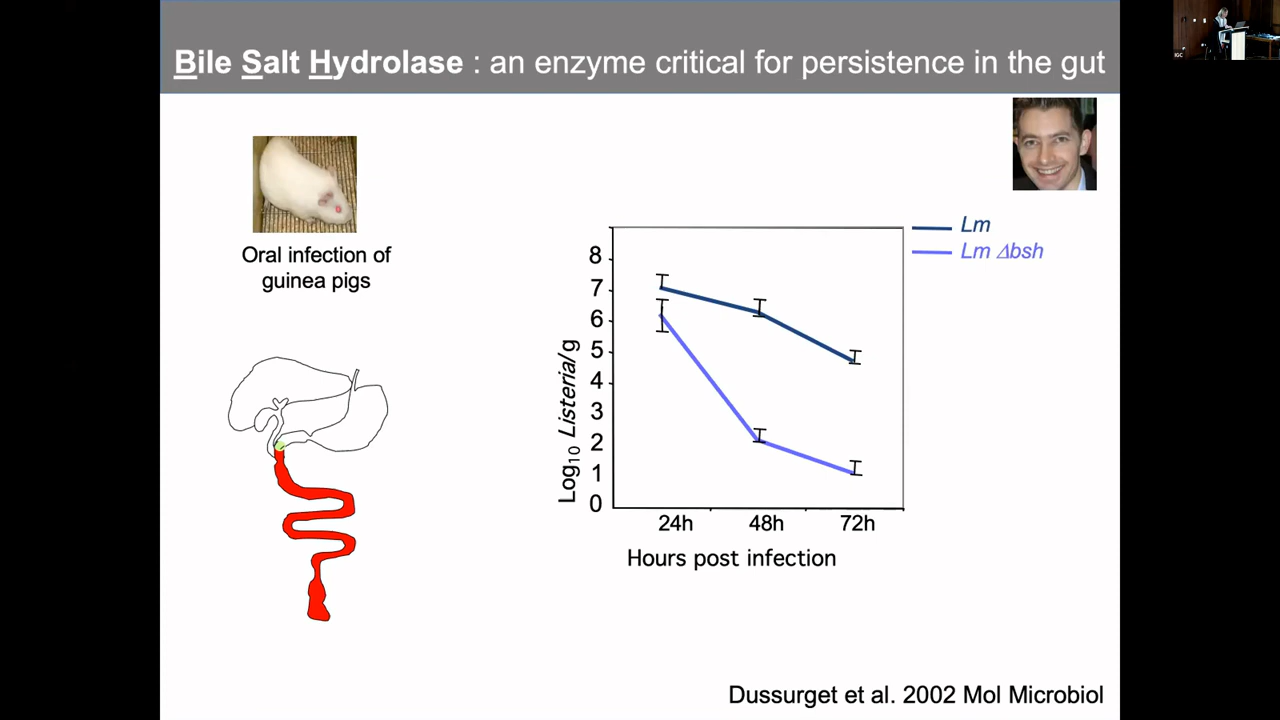 Bile Salt Hydrolase : an enzyme critical for persistence in the gut
Oral infection of
guinea pigs
Lm
Lm Δbsh
8
7
6
5
4
3
2
1
0
Log10 Listeria/g
24h 48h 72h
Hours post infection
Dussurget et al. 2002 Mol Microbiol
IGC